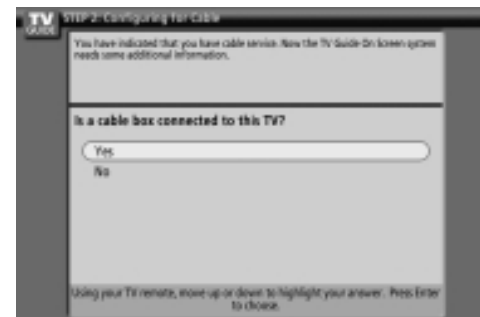 TV
GUIDE
STEP 2: Configuring for Cable
You have indicated that you have cable service. Now the TV Guide On Screen system
needs some additional information.
Is a cable box connected to this TV?
Yes
No
Using your TV remote, move up or down to highlight your answer. Press Enter
to choose.